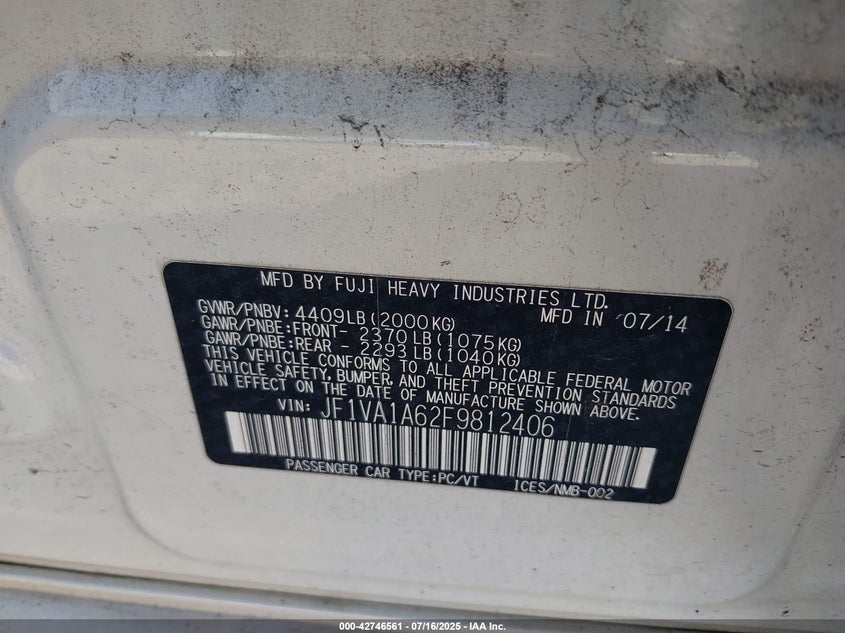 MFD BY FUJI HEAVY INDUSTRIES LTD.
GVWR/PNBV: 4409LB(2000KG) MFD IN 07/14
GAWR/PNBE:FRONT- 2370LB(1075KG)
GAWR/PNBE:REAR - 2293LB(1040KG)
THIS VEHICLE CONFORMS TO ALL APPLICABLE FEDERAL MOTOR
VEHICLE SAFETY, BUMPER, AND THEFT PREVENTION STANDARDS
IN EFFECT ON THE DATE OF MANUFACTURE SHOWN ABOVE.
VIN: JF1VA1A62F9812406
PASSENGER CAR TYPE:PC/VT ICES/NMB-002
000-42746561 - 07/16/2025 - IAA Inc.